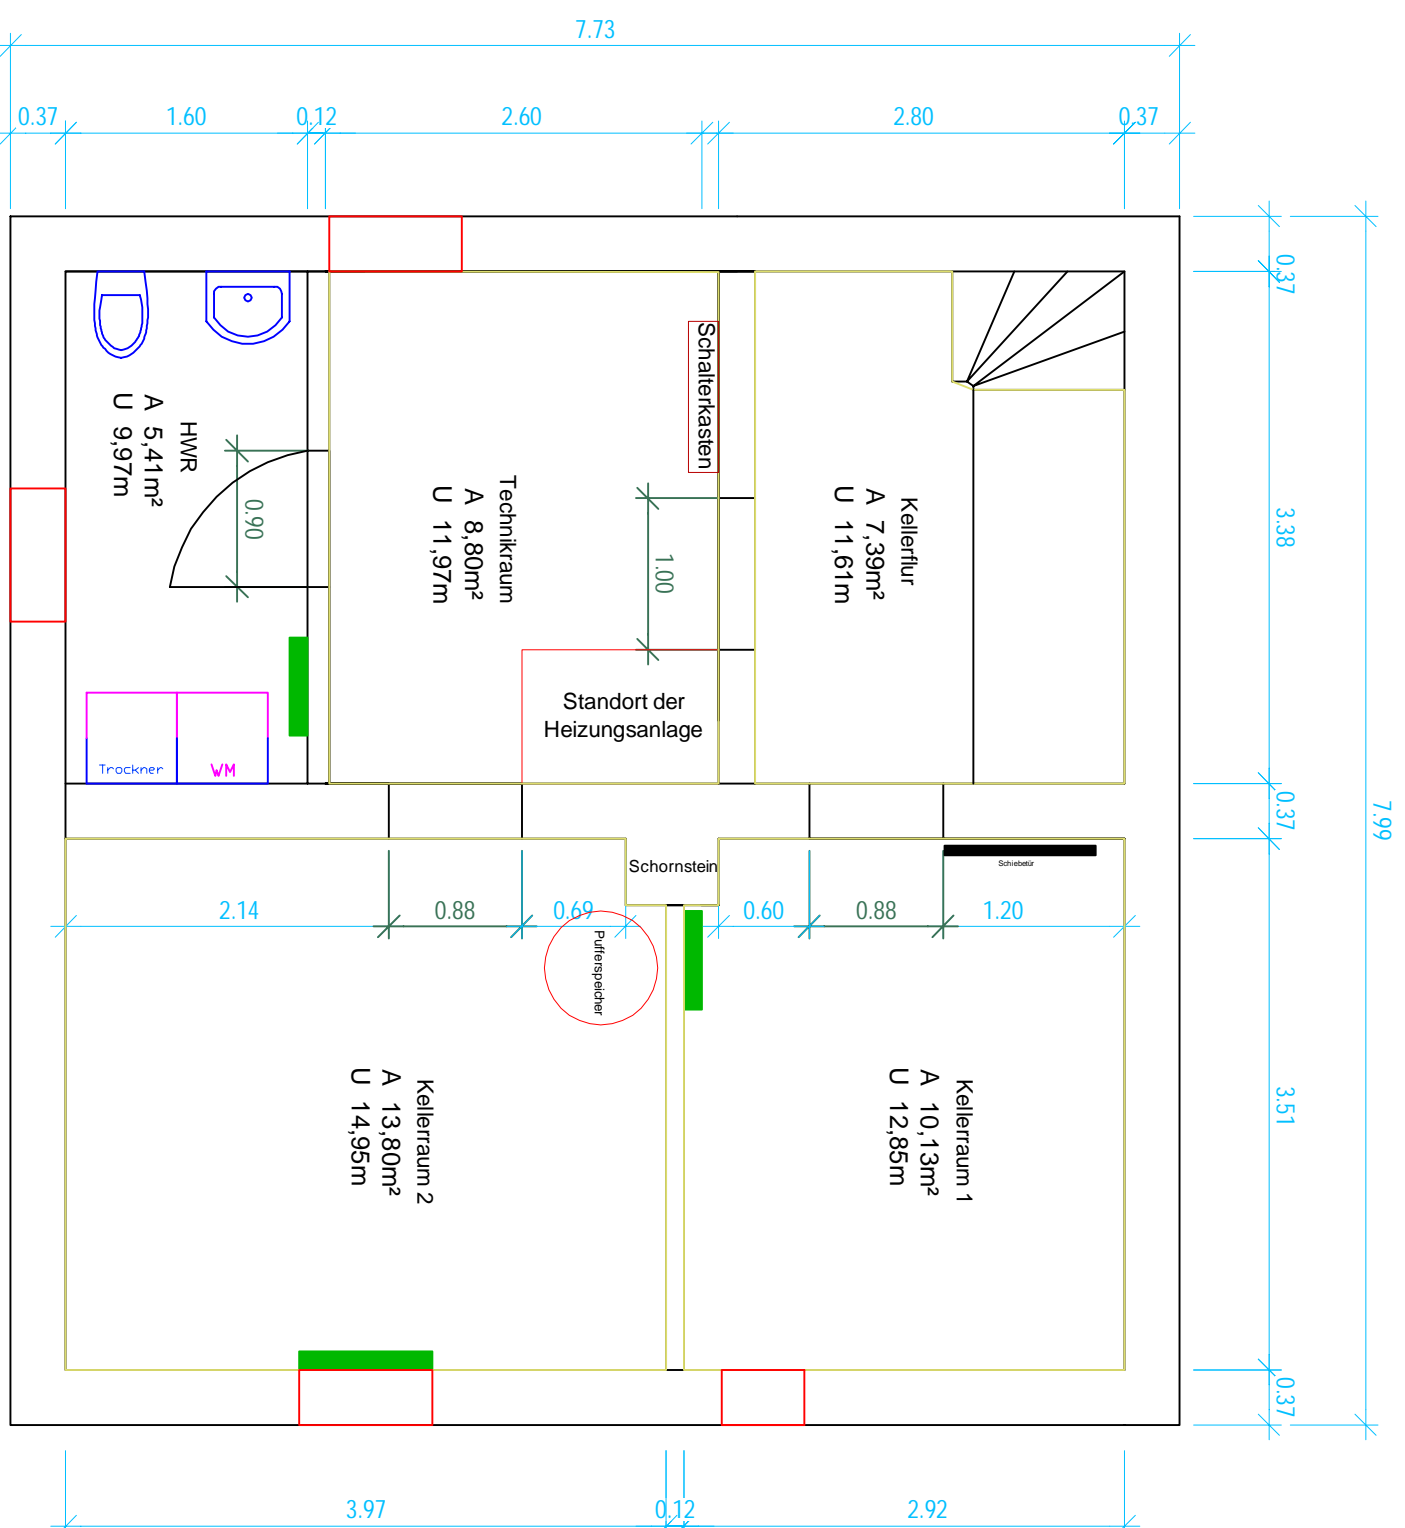 7.73
0.37
1.60
0.12
2.60
2.80
0.37
0.37
3.38
0.37
7.99
3.51
0.37
Schalterkasten
HWR
A 5,41m²
U 9,97m
0.90
Technikraum
A 8,80m²
U 11,97m
1.00
Kellerflur
A 7,39m²
U 11,61m
Standort der
Heizungsanlage
Trockner
WM
Schornstein
Schiebetür
2.14
0.88
0.69
0.60
0.88
1.20
Pufferspeicher
Kellerraum 2
A 13,80m²
U 14,95m
Kellerraum 1
A 10,13m²
U 12,85m
3.97
0.12
2.92